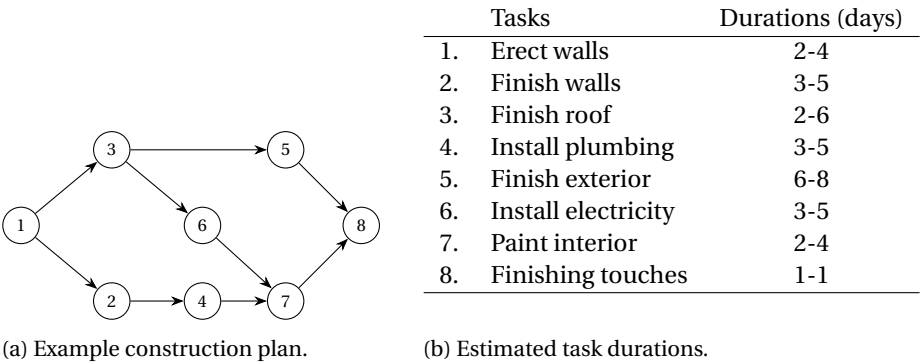 Tasks Durations (days)
1. Erect walls 2-4
2. Finish walls 3-5
3. Finish roof 2-6
4. Install plumbing 3-5
5. Finish exterior 6-8
6. Install electricity 3-5
7. Paint interior 2-4
8. Finishing touches 1-1
3 5
1 6 8
2 4 7
(a) Example construction plan.
(b) Estimated task durations.